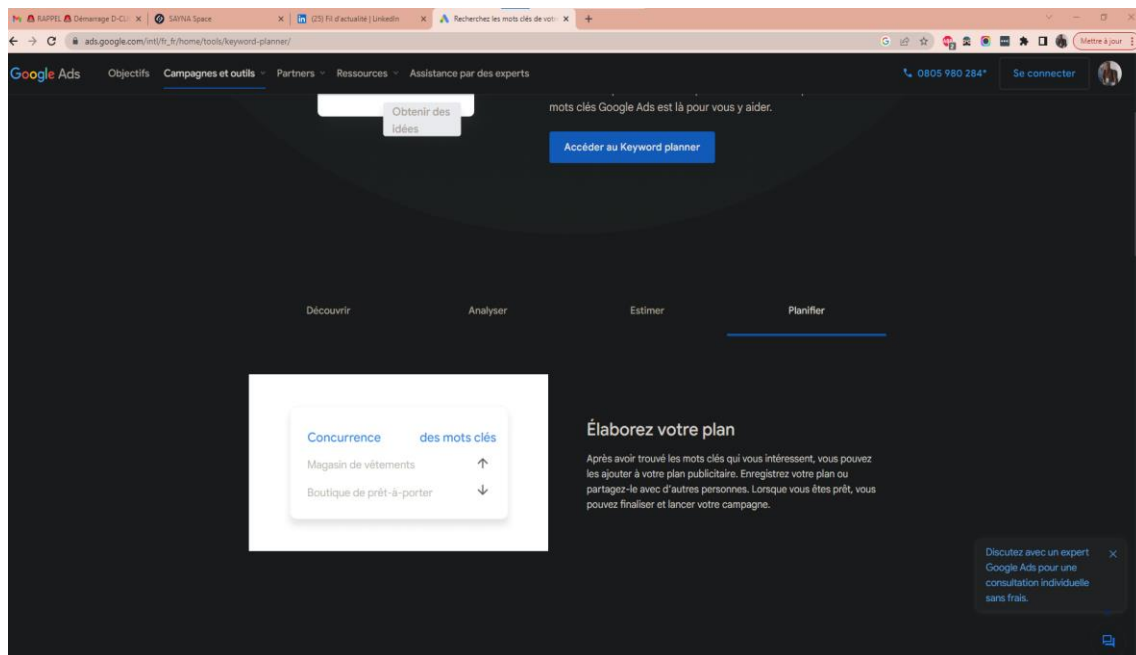 RAPPEL Démarrage D-CLI
SAYNA Space
(25) Fil d'actualité | LinkedIn
Recherchez les mots clés de votr
ads.google.com/intl/fr_fr/home/tools/keyword-planner/
Mettre à jour
Google Ads
Objectifs
Campagnes et outils
Partners
Ressources
Assistance par des experts
0805 980 284*
Se connecter
Obtenir des
idées
mots clés Google Ads est là pour vous y aider.
Accéder au Keyword planner
Découvrir
Analyser
Estimer
Planifier
Concurrence des mots clés
Magasin de vêtements
Boutique de prêt-à-porter
Élaborez votre plan
Après avoir trouvé les mots clés qui vous intéressent, vous pouvez
les ajouter à votre plan publicitaire. Enregistrez votre plan ou
partagez-le avec d'autres personnes. Lorsque vous êtes prêt, vous
pouvez finaliser et lancer votre campagne.
Discutez avec un expert
Google Ads pour une
consultation individuelle
sans frais.